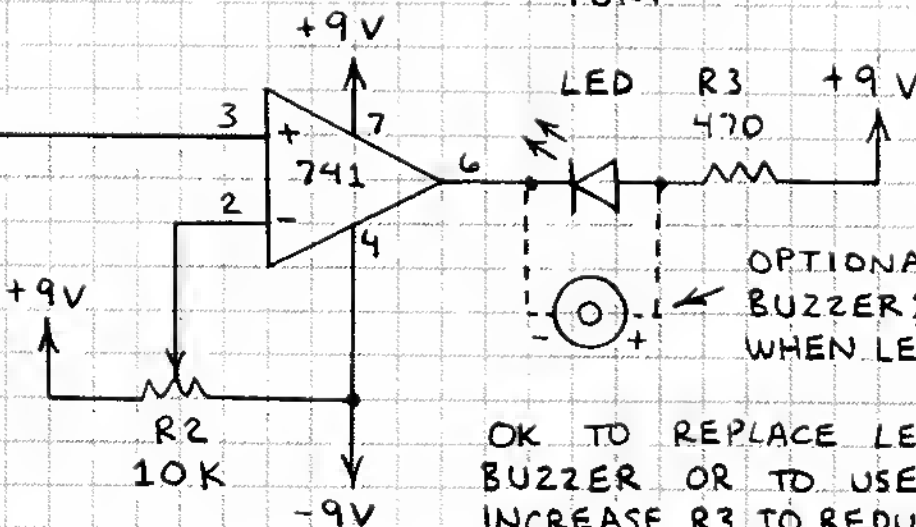 +9V
LED R3 +9V
470
3
+
7
741
6
2
-
4
+9V
OPTIONA
BUZZER
- +
WHEN LE
R2
10K
-9V
OK TO REPLACE LE
BUZZER OR TO USE
INCREASE R3 TO REDU